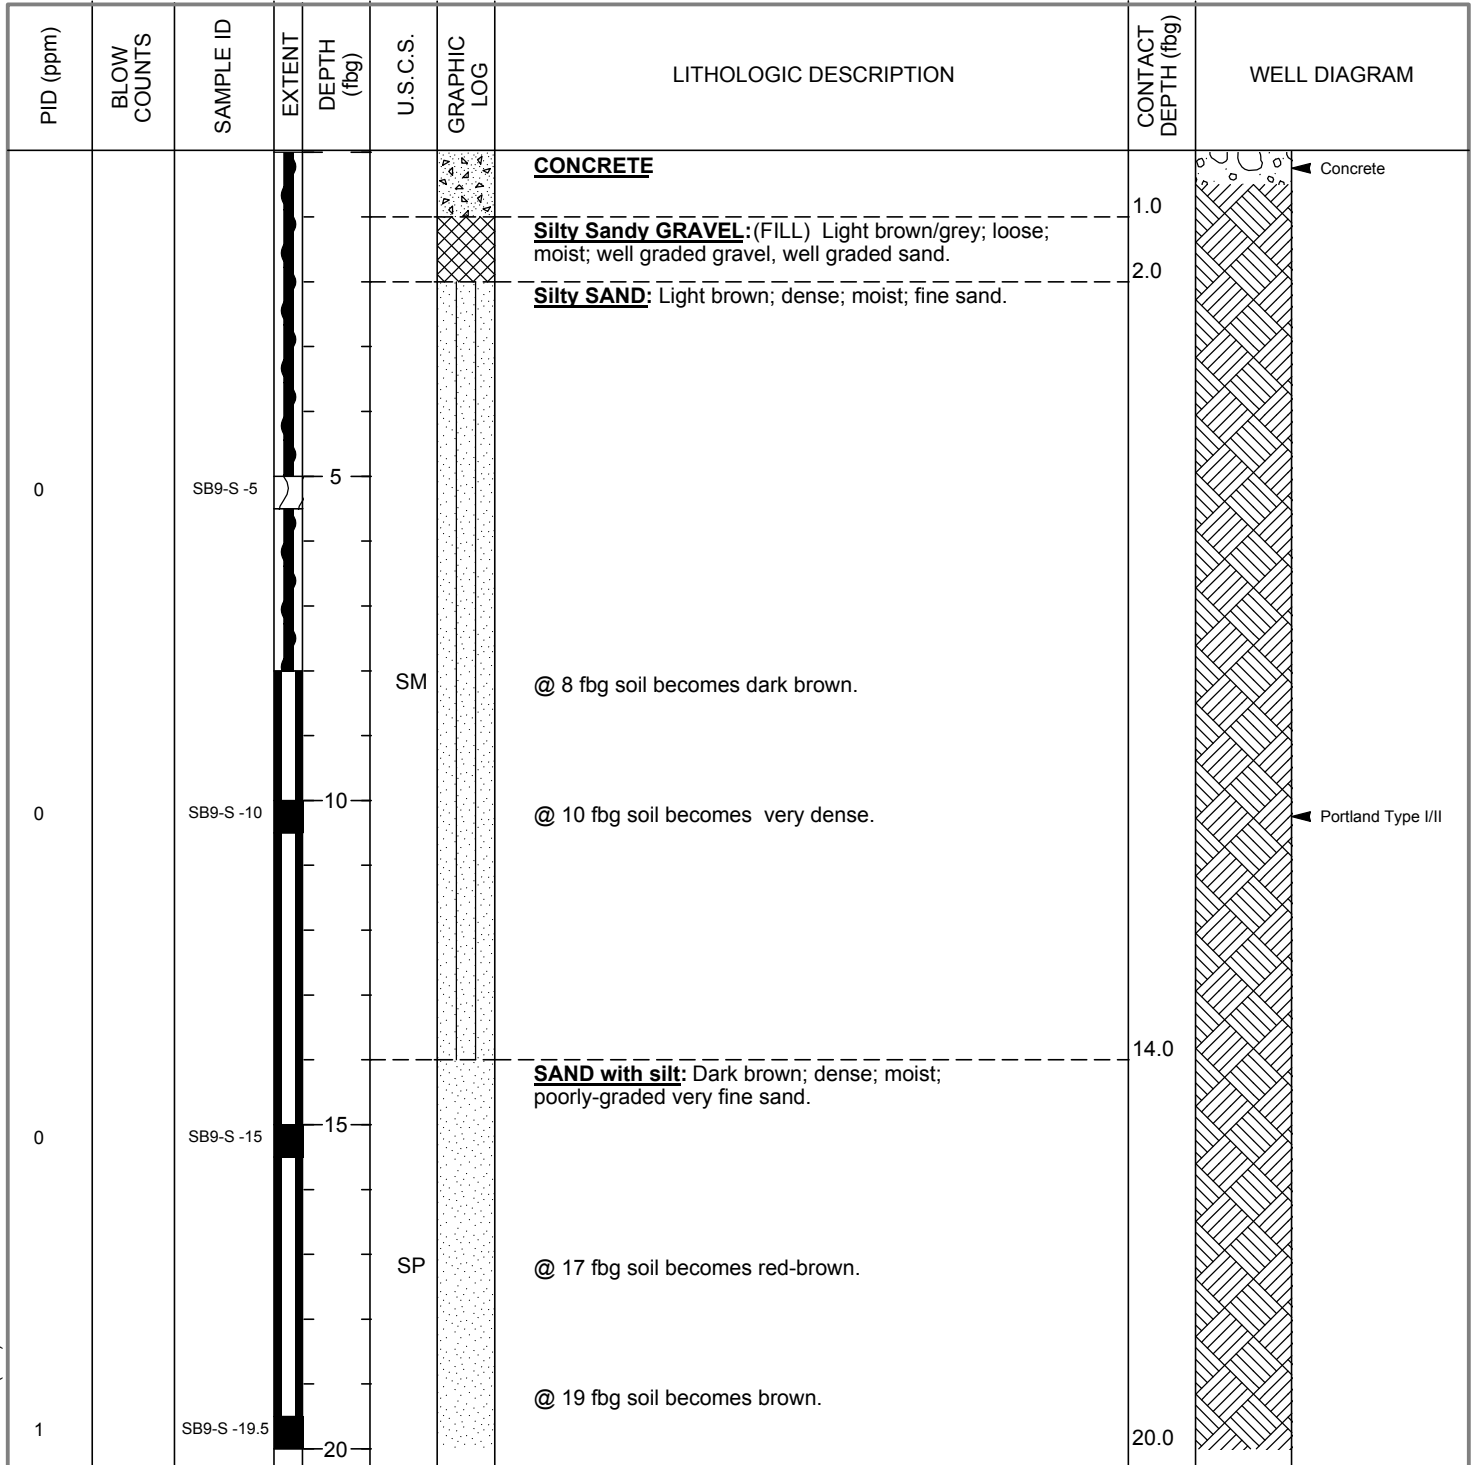 PID (ppm)
BLOW
COUNTS
SAMPLE ID
EXTENT
DEPTH
(fbg)
U.S.C.S.
GRAPHIC
LOG
LITHOLOGIC DESCRIPTION
CONTACT
DEPTH (fbg)
WELL DIAGRAM
CONCRETE
Concrete
1.0
Silty Sandy GRAVEL:(FILL) Light brown/grey; loose;
moist; well graded gravel, well graded sand.
2.0
Silty SAND: Light brown; dense; moist; fine sand.
0
SB9-S -5
5
SM
@ 8 fbg soil becomes dark brown.
0
SB9-S -10
10
@ 10 fbg soil becomes very dense.
Portland Type I/II
14.0
SAND with silt: Dark brown; dense; moist;
poorly-graded very fine sand.
0
SB9-S -15
15
SP
@ 17 fbg soil becomes red-brown.
@ 19 fbg soil becomes brown.
1
SB9-S -19.5
20
20.0